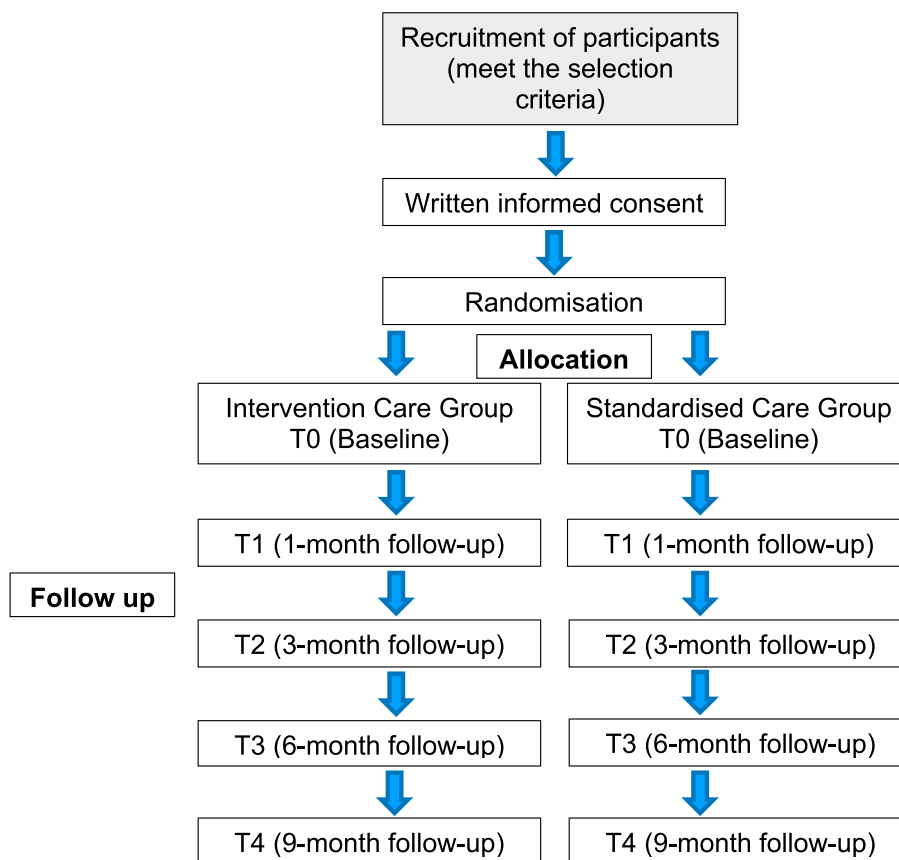 Recruitment of participants
(meet the selection
criteria)
Written informed consent
Randomisation
Allocation
Intervention Care Group
T0 (Baseline)
Standardised Care Group
T0 (Baseline)
T1 (1-month follow-up)
T1 (1-month follow-up)
Follow up
T2 (3-month follow-up)
T2 (3-month follow-up)
T3 (6-month follow-up)
T3 (6-month follow-up)
T4 (9-month follow-up)
T4 (9-month follow-up)